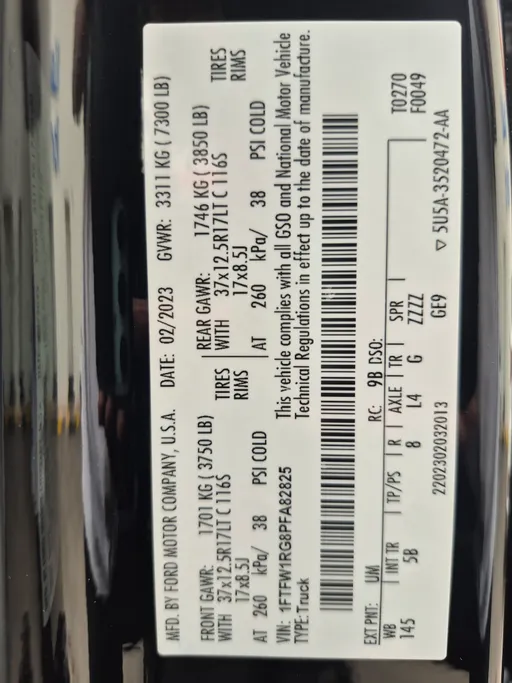 MFD. BY FORD MOTOR COMPANY, U.S.A. DATE: 02/2023 GVWR: 3311 KG ( 7300 LB)
FRONT GAWR: 1701 KG ( 3750 LB) REAR GAWR: 1746 KG ( 3850 LB)
WITH 37x12.5R17LT C 116S TIRES WITH 37x12.5R17LT C 116S TIRES
17x8.5J RIMS 17x8.5J RIMS
AT 260 kPa/ 38 PSI COLD AT 260 kPa/ 38 PSI COLD
VIN: 1FTFW1RG8PFA82825 This vehicle complies with all GSO and National Motor Vehicle
TYPE: Truck Technical Regulations in effect up to the date of manufacture.
EXT PNT: UM RC: 9B DSO:
WB INT TR TP/PS R AXLE TR SPR T0270
145 5B 8 L4 G ZZZZ F0049
2202302032013 GE9 ▽ 5U5A-3520472-AA